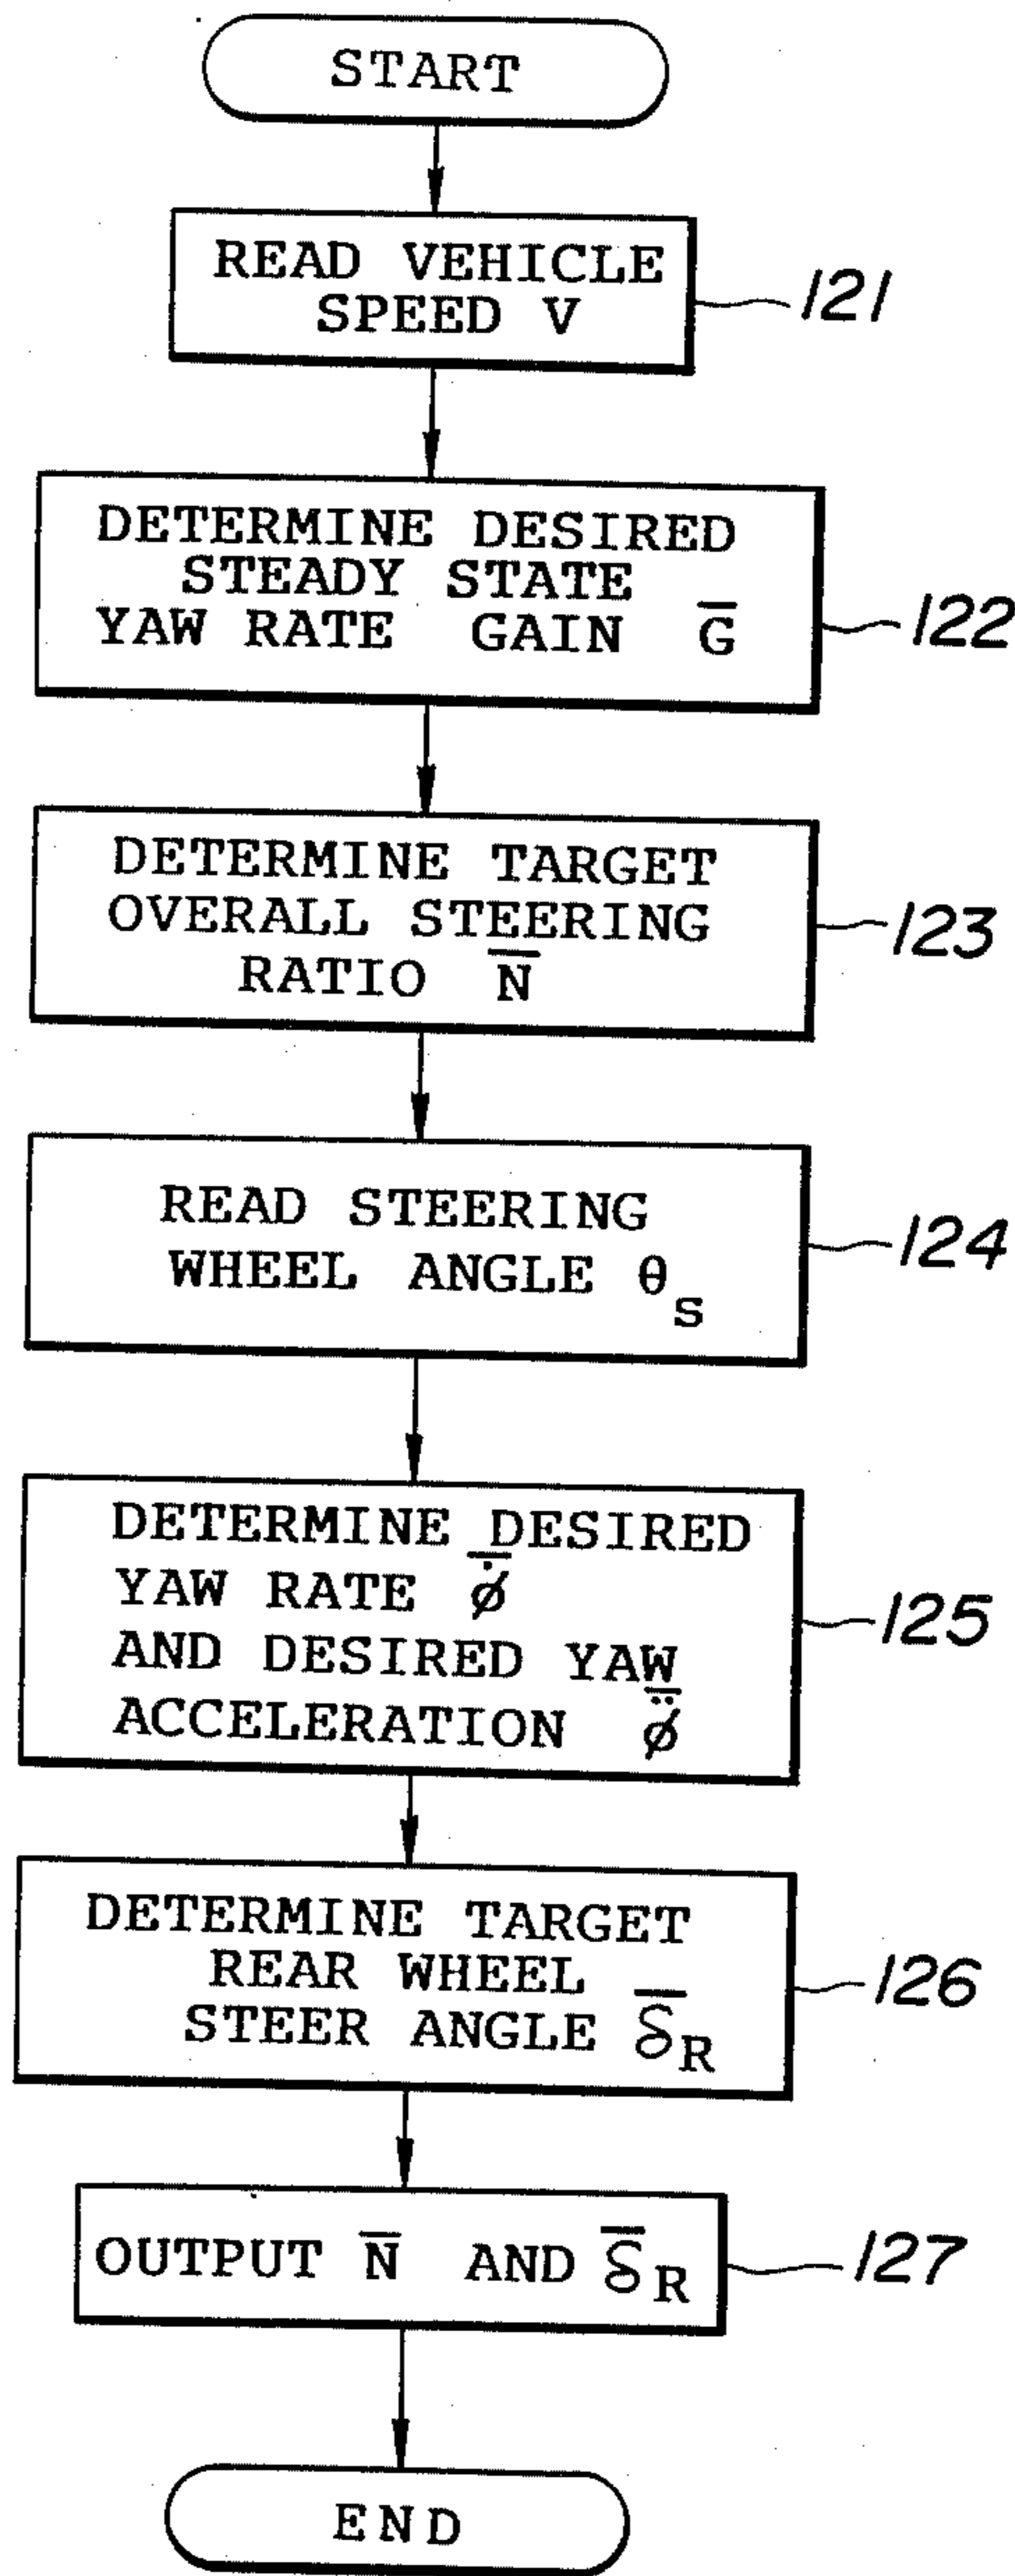 START
READ VEHICLE
SPEED V
121
DETERMINE DESIRED
STEADY STATE
YAW RATE GAIN G̅
122
DETERMINE TARGET
OVERALL STEERING
RATIO N̅
123
READ STEERING
WHEEL ANGLE θs
124
DETERMINE DESIRED
YAW RATE φ̇̅
AND DESIRED YAW
ACCELERATION φ̈̅
125
DETERMINE TARGET
REAR WHEEL
STEER ANGLE δ̅R
126
OUTPUT N̅ AND δ̅R
127
END